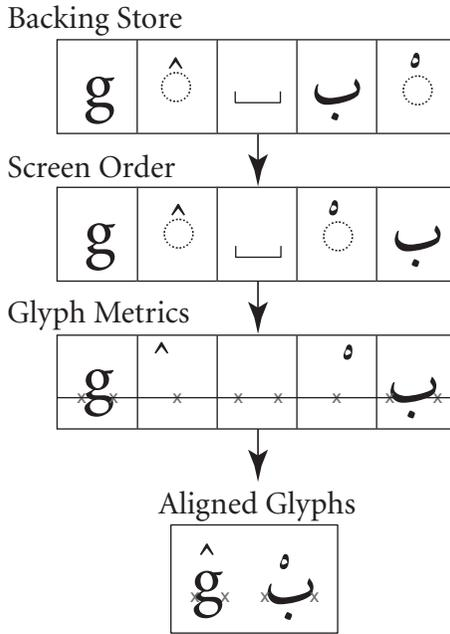 Backing Store
g ◌̂ ⎵ ب ◌ْ
Screen Order
g ◌̂ ⎵ ◌ْ ب
Glyph Metrics
g ^ ْ ب
x x x x x x x x
Aligned Glyphs
ĝ بْ
x x x x